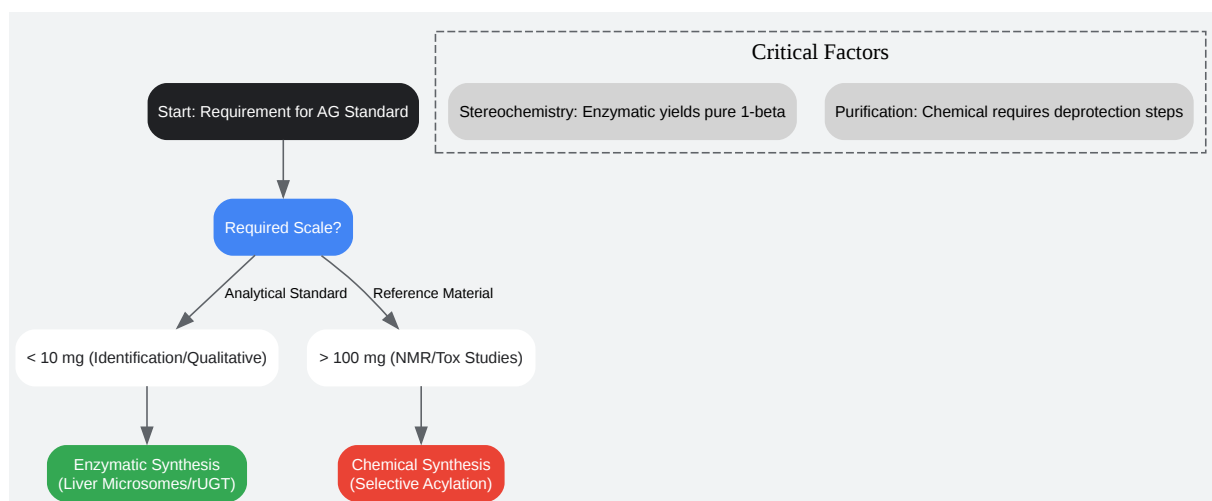 Critical Factors
Start: Requirement for AG Standard
Stereochemistry: Enzymatic yields pure 1-beta
Purification: Chemical requires deprotection steps
Required Scale?
Analytical Standard
Reference Material
< 10 mg (Identification/Qualitative)
> 100 mg (NMR/Tox Studies)
Enzymatic Synthesis
(Liver Microsomes/rUGT)
Chemical Synthesis
(Selective Acylation)